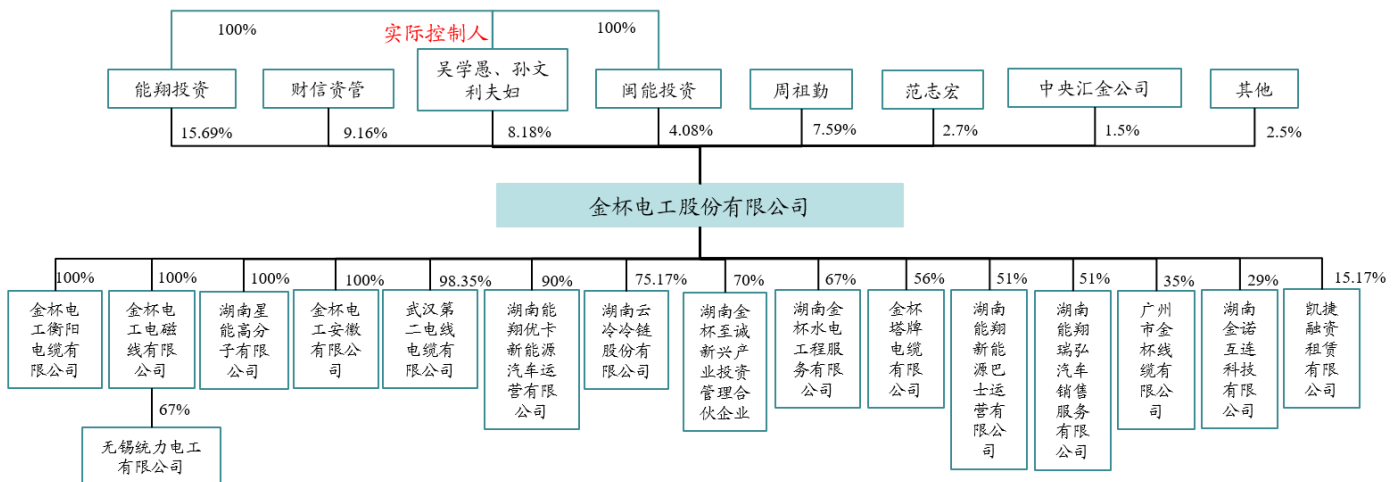 100%
实际控制人
100%
能翔投资
财信资管
吴学愚、孙文
利夫妇
闽能投资
周祖勤
范志宏
中央汇金公司
其他
15.69%
9.16%
8.18%
4.08%
7.59%
2.7%
1.5%
2.5%
金杯电工股份有限公司
100%
100%
100%
100%
98.35%
90%
75.17%
70%
67%
56%
51%
51%
35%
29%
15.17%
金杯电
工衡阳
电缆有
限公司
金杯电
工电磁
线有限
公司
湖南星
能高分
子有限
公司
金杯电
工安徽
有限公
司
武汉第
二电线
电缆有
限公司
湖南能
翔优卡
新能源
汽车运
营有限
公司
湖南云
冷冷链
股份有
限公司
湖南金
杯至诚
新兴产
业投资
管理合
伙企业
湖南金
杯水电
工程服
务有限
公司
金杯
塔牌
电缆
有限
公司
湖南
能翔
新能
源巴
士运
营有
限公
司
湖南
能翔
瑞弘
汽车
销售
服务
有限
公司
广州
市金
杯线
缆有
限公
司
湖南
金诺
互连
科技
有限
公司
凯捷
融资
租赁
有限
公司
67%
无锡统力电工
有限公司